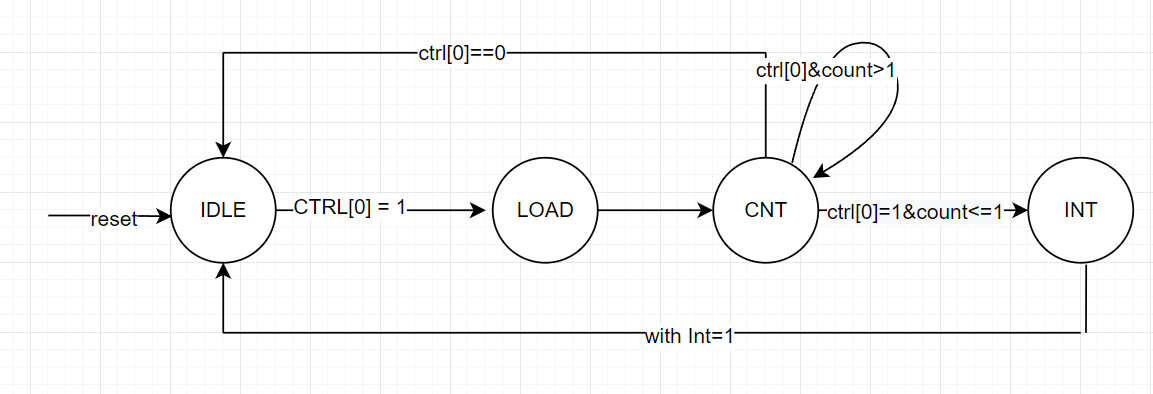 ctrl[0]==0
ctrl[0]&count>1
reset
IDLE
CTRL[0] = 1
LOAD
CNT
ctrl[0]=1&count<=1
INT
with Int=1